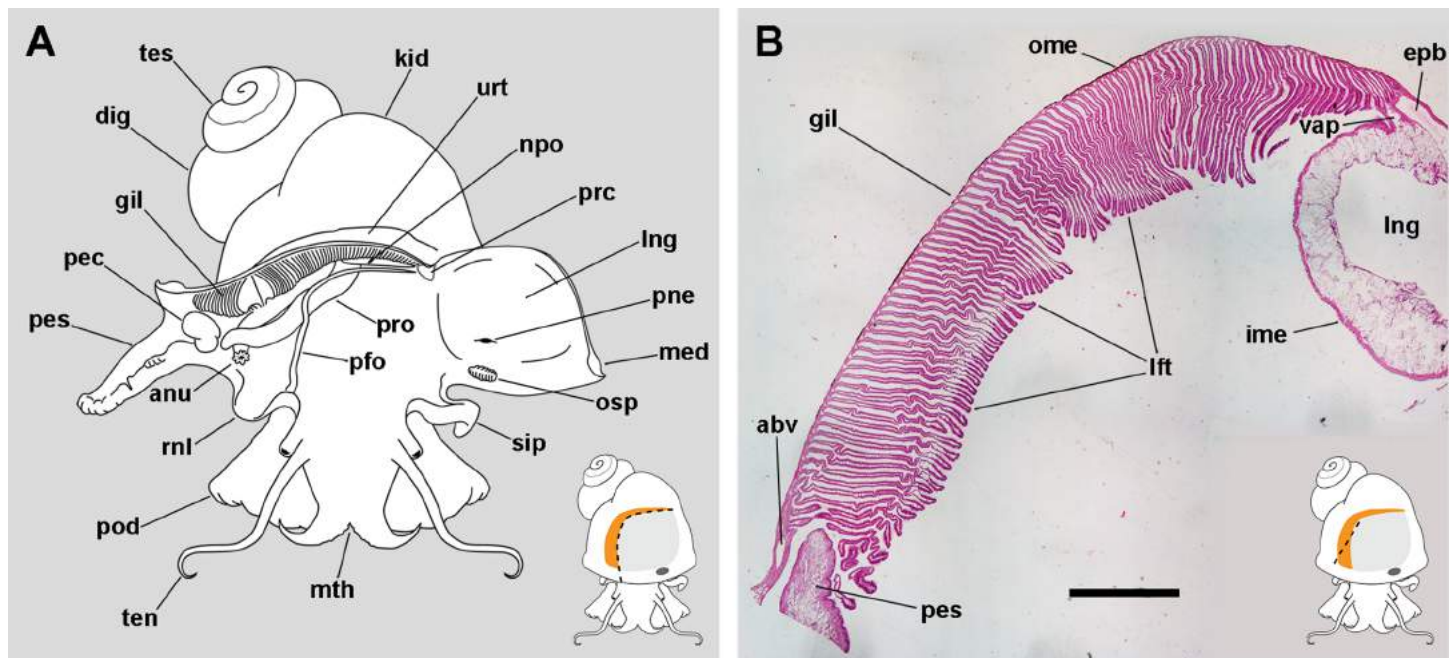 A
tes
kid
dig
urt
npo
gil
prc
pec
lng
pes
pne
pro
med
pfo
anu
osp
rnl
sip
pod
mth
ten
B
ome
epb
gil
vap
lng
ime
lft
abv
pes